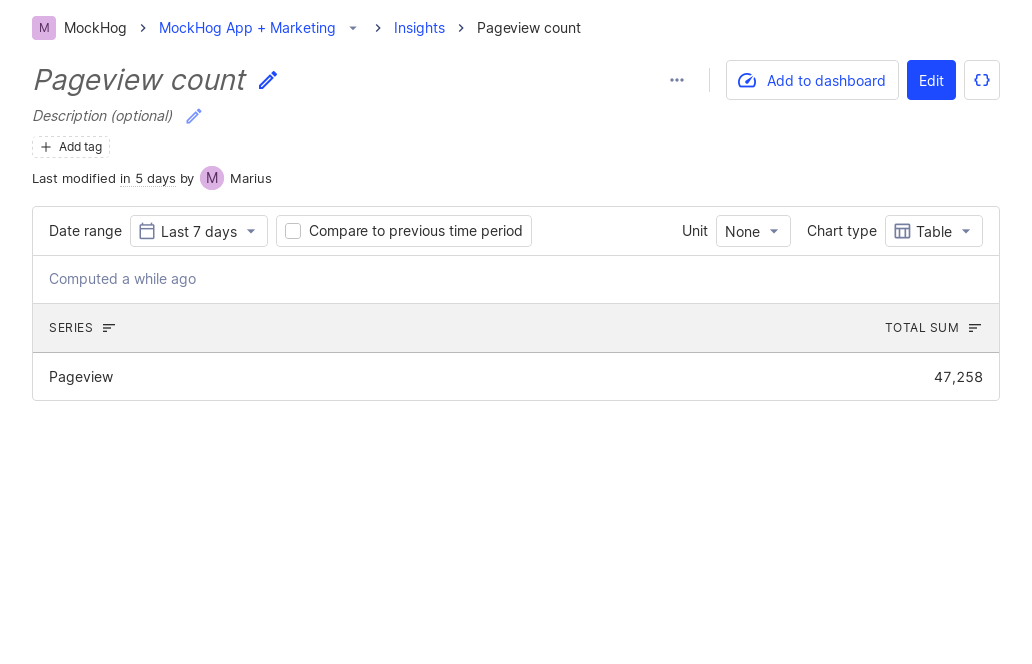 M MockHog MockHog App + Marketing Insights Pageview count
Pageview count
Add to dashboard Edit
Description (optional)
Add tag
Last modified in 5 days by M Marius
Date range Last 7 days Compare to previous time period Unit None Chart type Table
Computed a while ago
SERIES TOTAL SUM
Pageview 47,258